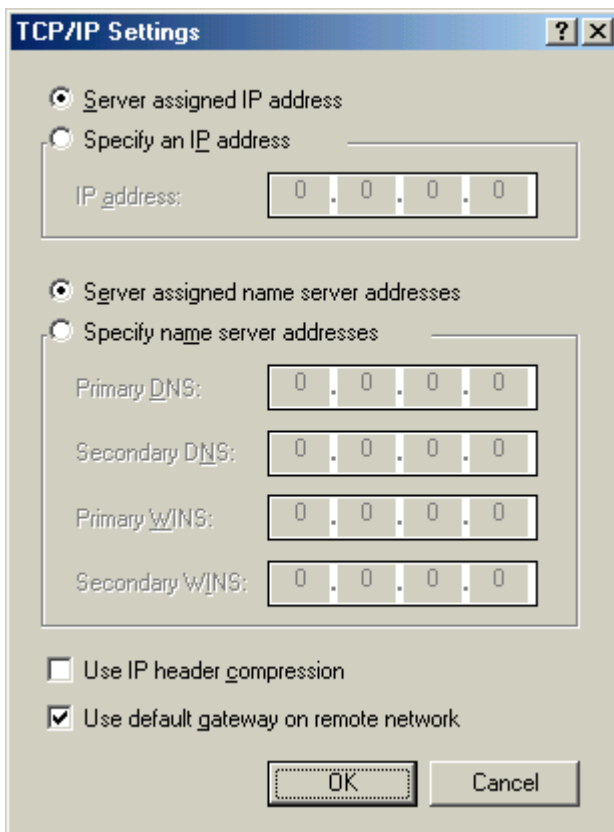 TCP/IP Settings ? X
Server assigned IP address
Specify an IP address
IP address: 0 . 0 . 0 . 0
Server assigned name server addresses
Specify name server addresses
Primary DNS: 0 . 0 . 0 . 0
Secondary DNS: 0 . 0 . 0 . 0
Primary WINS: 0 . 0 . 0 . 0
Secondary WINS: 0 . 0 . 0 . 0
Use IP header compression
Use default gateway on remote network
OK Cancel